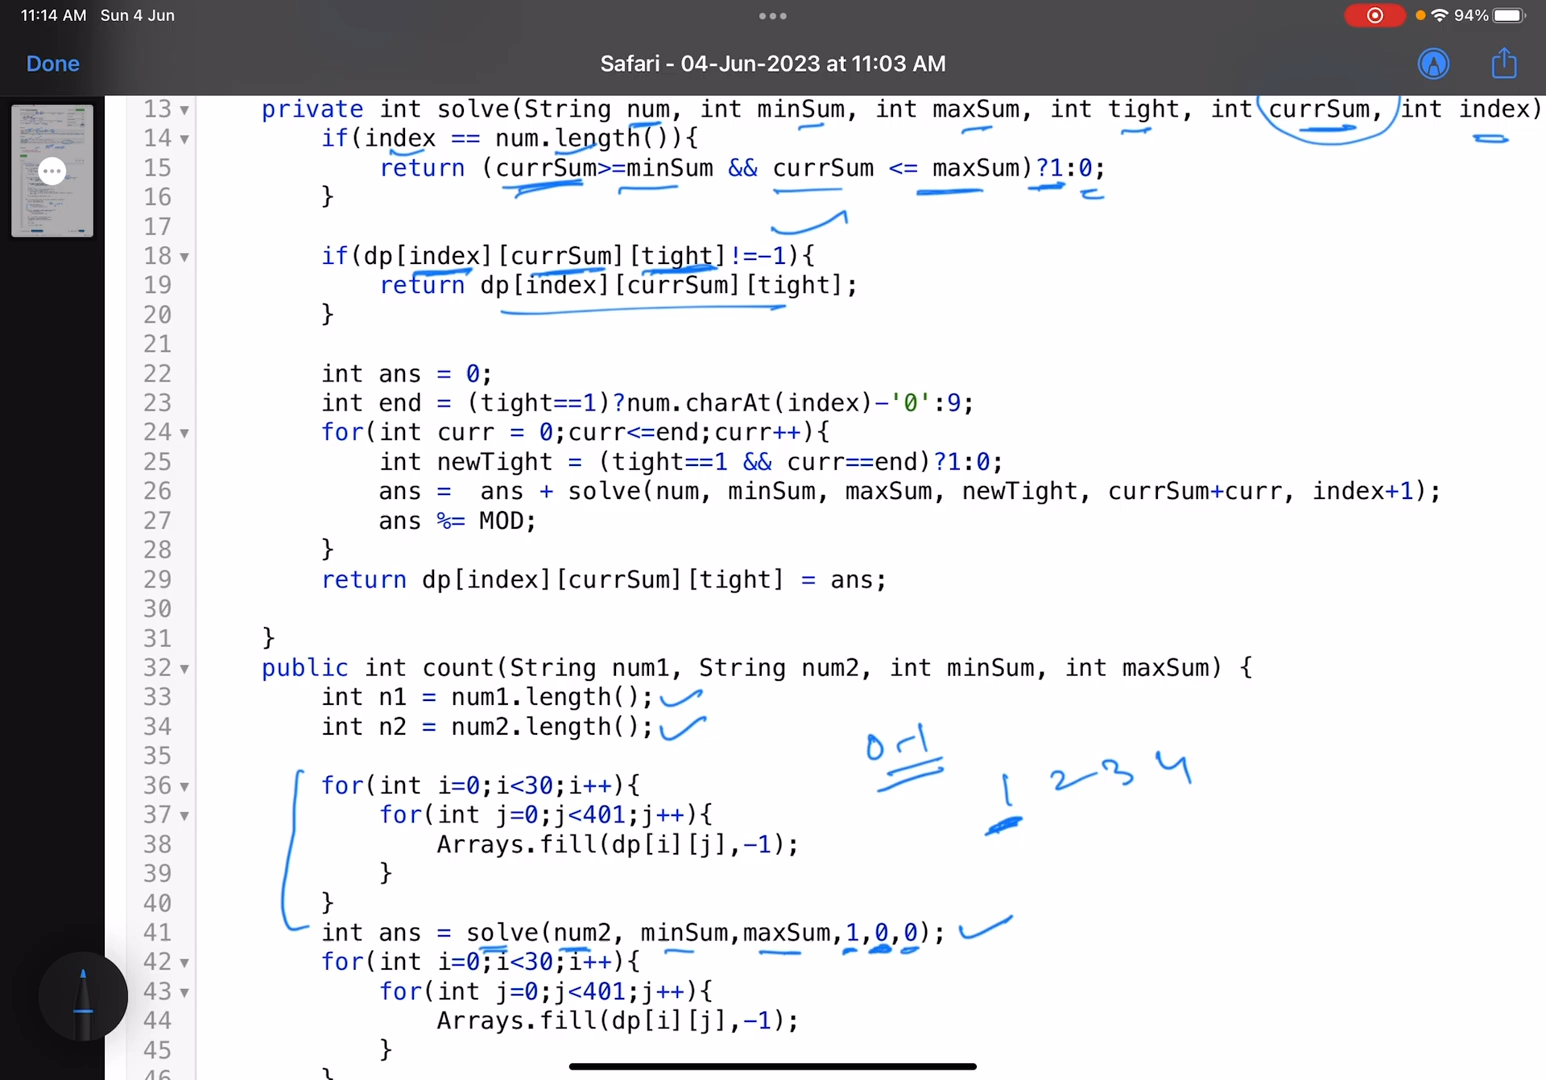 11:14 AM Sun 4 Jun
94%
Done
Safari - 04-Jun-2023 at 11:03 AM
13 private int solve(String num, int minSum, int maxSum, int tight, int currSum, int index)
14 if(index == num.length()){
15 return (currSum>=minSum && currSum <= maxSum)?1:0;
16 }
17
18 if(dp[index][currSum][tight]!=-1){
19 return dp[index][currSum][tight];
20 }
21
22 int ans = 0;
23 int end = (tight==1)?num.charAt(index)-'0':9;
24 for(int curr = 0;curr<=end;curr++){
25 int newTight = (tight==1 && curr==end)?1:0;
26 ans = ans + solve(num, minSum, maxSum, newTight, currSum+curr, index+1);
27 ans %= MOD;
28 }
29 return dp[index][currSum][tight] = ans;
30
31 }
32 public int count(String num1, String num2, int minSum, int maxSum) {
33 int n1 = num1.length();
34 int n2 = num2.length();
35
0-1
36 for(int i=0;i<30;i++){
1 2 3 4
37 for(int j=0;j<401;j++){
38 Arrays.fill(dp[i][j],-1);
39 }
40 }
41 int ans = solve(num2, minSum,maxSum,1,0,0);
42 for(int i=0;i<30;i++){
43 for(int j=0;j<401;j++){
44 Arrays.fill(dp[i][j],-1);
45 }
46 }